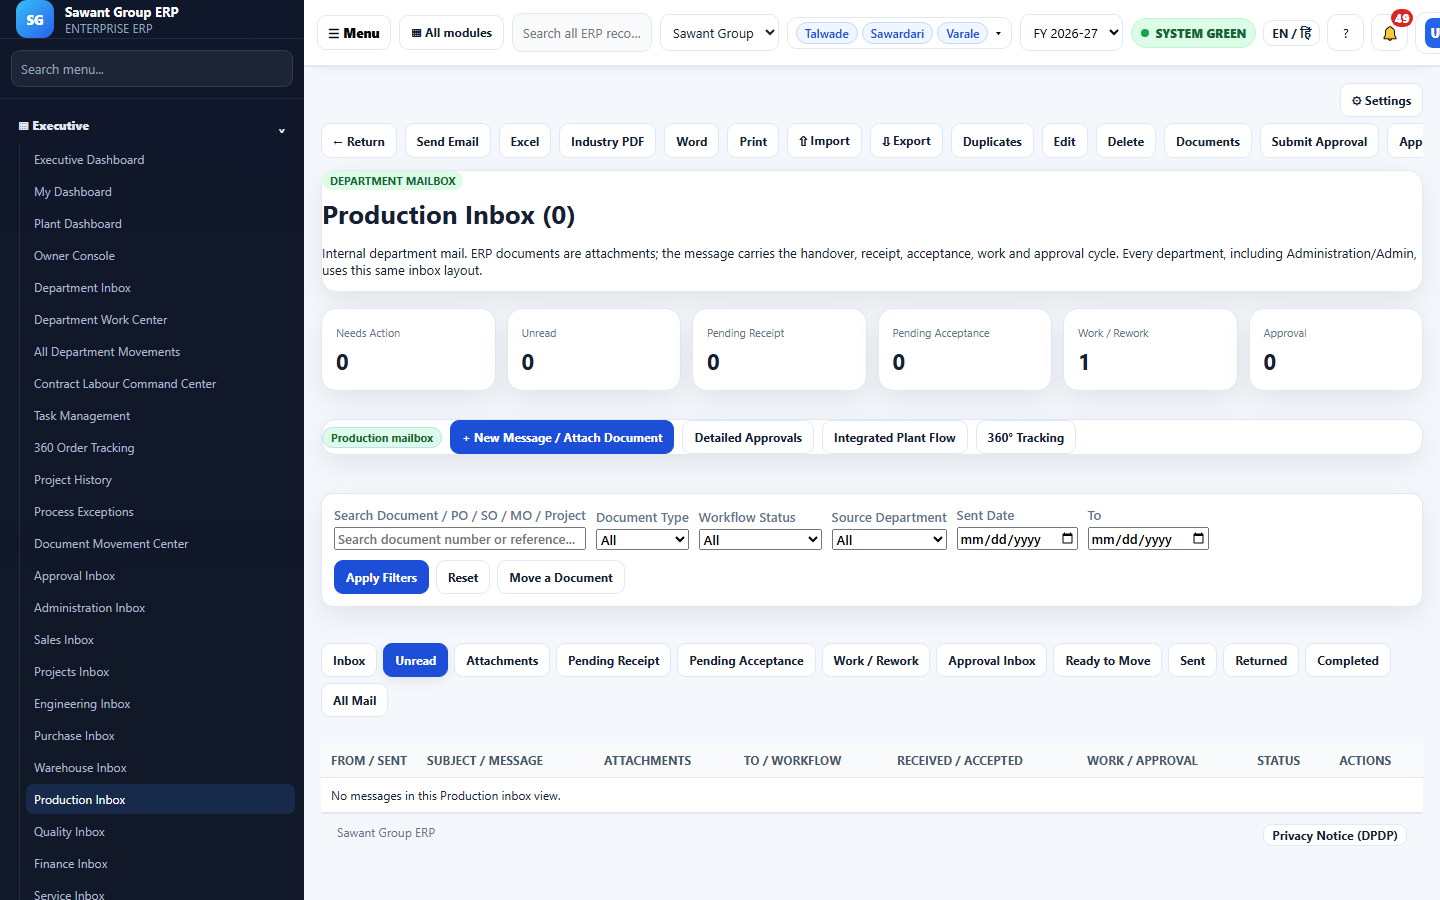 SG
Sawant Group ERP
ENTERPRISE ERP
Search menu...
Executive
Executive Dashboard
My Dashboard
Plant Dashboard
Owner Console
Department Inbox
Department Work Center
All Department Movements
Contract Labour Command Center
Task Management
360 Order Tracking
Project History
Process Exceptions
Document Movement Center
Approval Inbox
Administration Inbox
Sales Inbox
Projects Inbox
Engineering Inbox
Purchase Inbox
Warehouse Inbox
Production Inbox
Quality Inbox
Finance Inbox
Service Inbox
☰ Menu
All modules
Search all ERP reco...
Sawant Group
Talwade Sawardari Varale
FY 2026-27
SYSTEM GREEN
EN / हिं
?
49
U
⚙ Settings
← Return
Send Email
Excel
Industry PDF
Word
Print
⇧ Import
⇩ Export
Duplicates
Edit
Delete
Documents
Submit Approval
App
DEPARTMENT MAILBOX
Production Inbox (0)
Internal department mail. ERP documents are attachments; the message carries the handover, receipt, acceptance, work and approval cycle. Every department, including Administration/Admin,
uses this same inbox layout.
Needs Action
0
Unread
0
Pending Receipt
0
Pending Acceptance
0
Work / Rework
1
Approval
0
Production mailbox
+ New Message / Attach Document
Detailed Approvals
Integrated Plant Flow
360° Tracking
Search Document / PO / SO / MO / Project
Search document number or reference...
Document Type
All
Workflow Status
All
Source Department
All
Sent Date
mm/dd/yyyy
To
mm/dd/yyyy
Apply Filters
Reset
Move a Document
Inbox
Unread
Attachments
Pending Receipt
Pending Acceptance
Work / Rework
Approval Inbox
Ready to Move
Sent
Returned
Completed
All Mail
FROM / SENT SUBJECT / MESSAGE ATTACHMENTS TO / WORKFLOW RECEIVED / ACCEPTED WORK / APPROVAL STATUS ACTIONS
No messages in this Production inbox view.
Sawant Group ERP
Privacy Notice (DPDP)